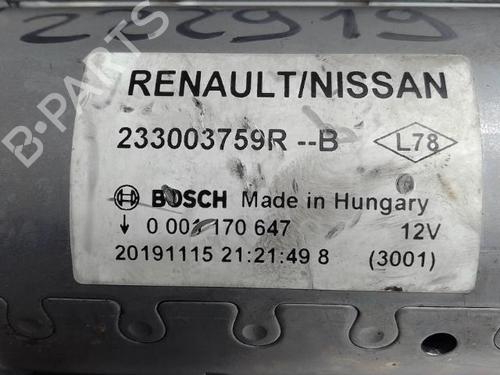 232919
RENAULT/NISSAN
233003759R --B L78
BOSCH Made in Hungary
0 001 170 647 12V
20191115 21:21:49 8 (3001)
B-PARTS